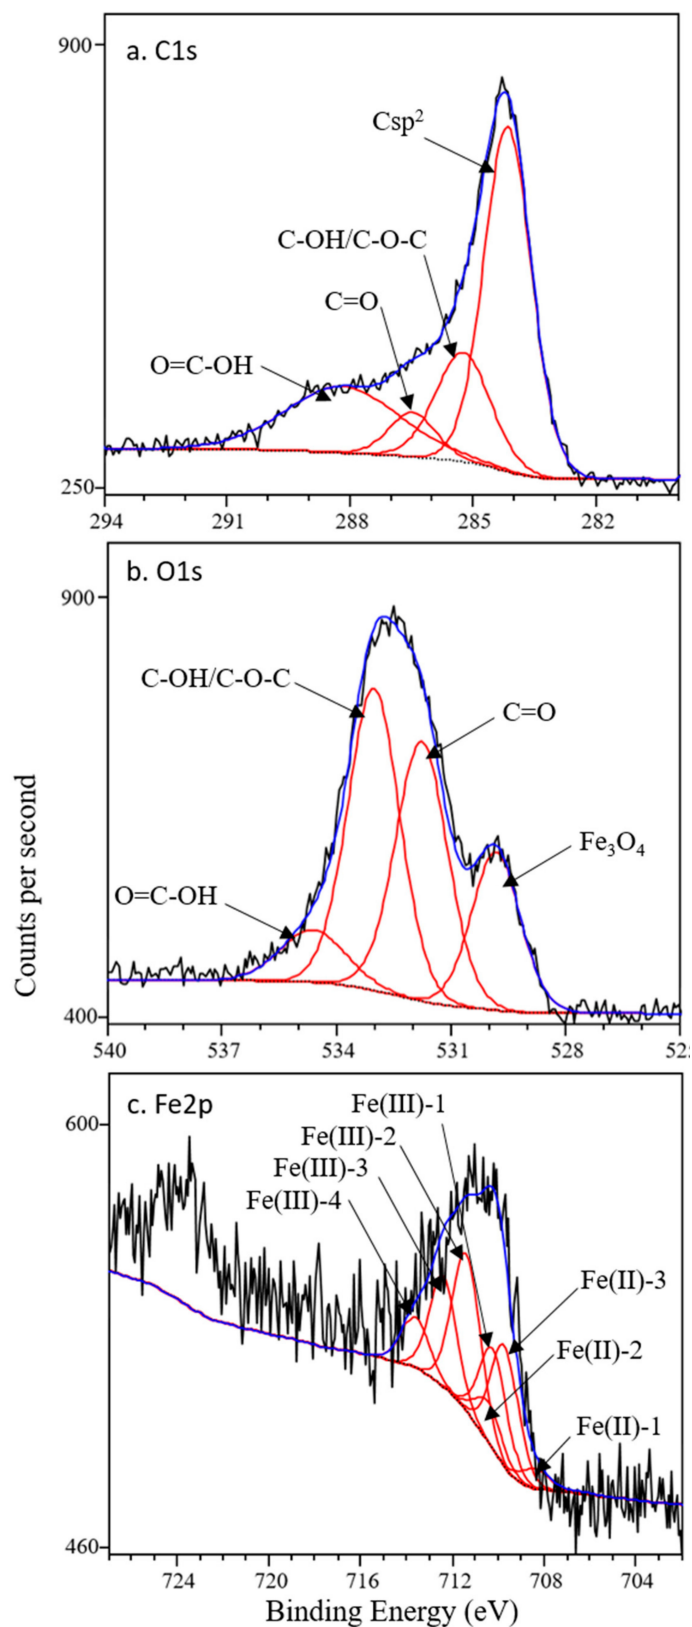 a. C1s
900
Csp²
C-OH/C-O-C
C=O
O=C-OH
250
294 291 288 285 282
b. O1s
900
C-OH/C-O-C
C=O
Fe₃O₄
O=C-OH
400
540 537 534 531 528 525
Counts per second
c. Fe2p
600
Fe(III)-1
Fe(III)-2
Fe(III)-3
Fe(III)-4
Fe(II)-3
Fe(II)-2
Fe(II)-1
460
724 720 716 712 708 704
Binding Energy (eV)